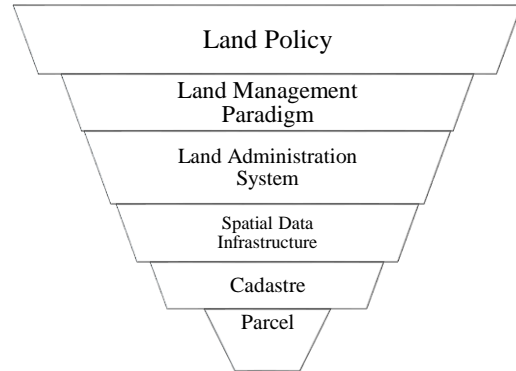 Land Policy
Land Management
Paradigm
Land Administration
System
Spatial Data
Infrastructure
Cadastre
Parcel